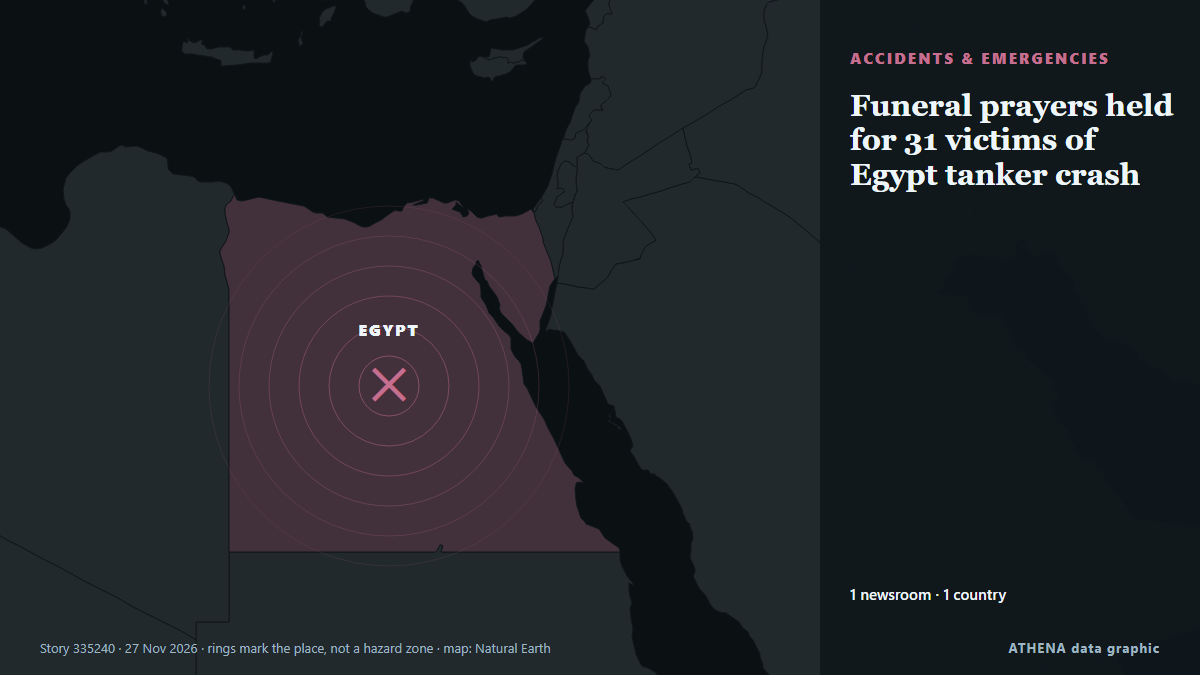 ACCIDENTS & EMERGENCIES
Funeral prayers held
for 31 victims of
Egypt tanker crash
EGYPT
1 newsroom · 1 country
Story 335240 · 27 Nov 2026 · rings mark the place, not a hazard zone · map: Natural Earth
ATHENA data graphic